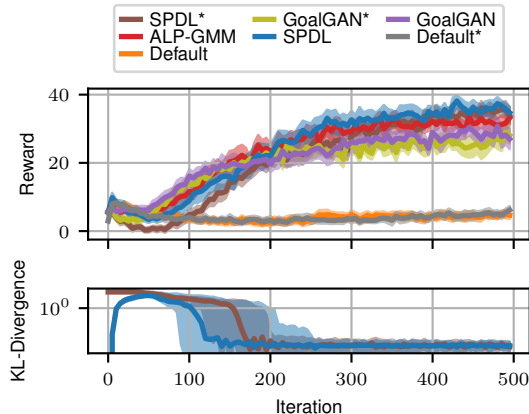 SPDL* GoalGAN* GoalGAN
ALP-GMM SPDL Default*
Default
40
20
0
Reward
10⁰
KL-Divergence
0 100 200 300 400 500
Iteration